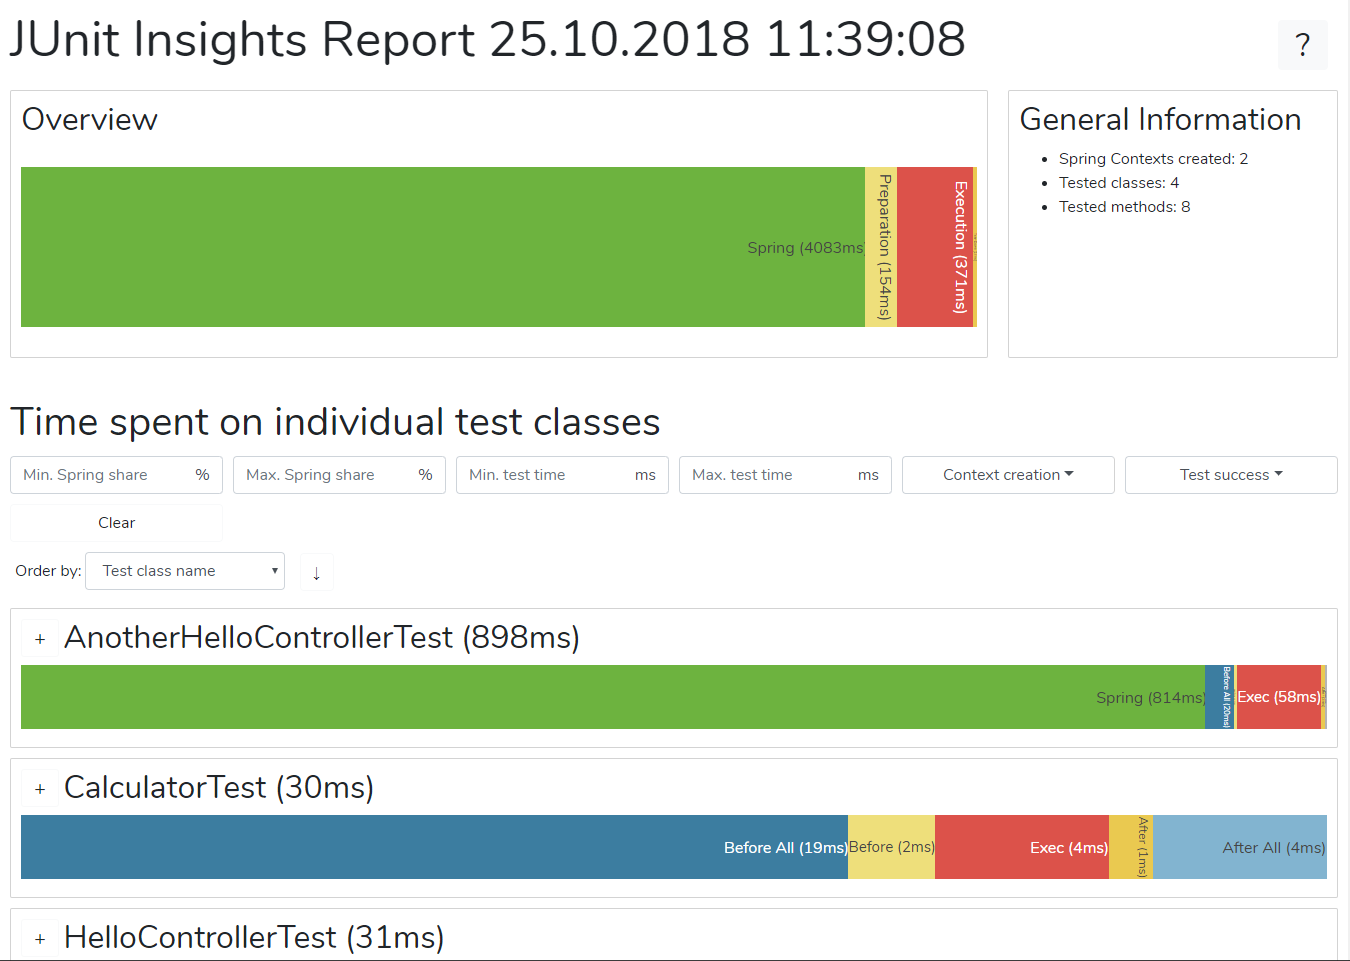 JUnit Insights Report 25.10.2018 11:39:08
?
Overview
Spring (4083ms)
Preparation (154ms)
Execution (371ms)
General Information
Spring Contexts created: 2
Tested classes: 4
Tested methods: 8
Time spent on individual test classes
Min. Spring share %
Max. Spring share %
Min. test time ms
Max. test time ms
Context creation
Test success
Clear
Order by: Test class name ↓
+ AnotherHelloControllerTest (898ms)
Spring (814ms)
Before All (20ms)
Exec (58ms)
+ CalculatorTest (30ms)
Before All (19ms)
Before (2ms)
Exec (4ms)
After (1ms)
After All (4ms)
+ HelloControllerTest (31ms)